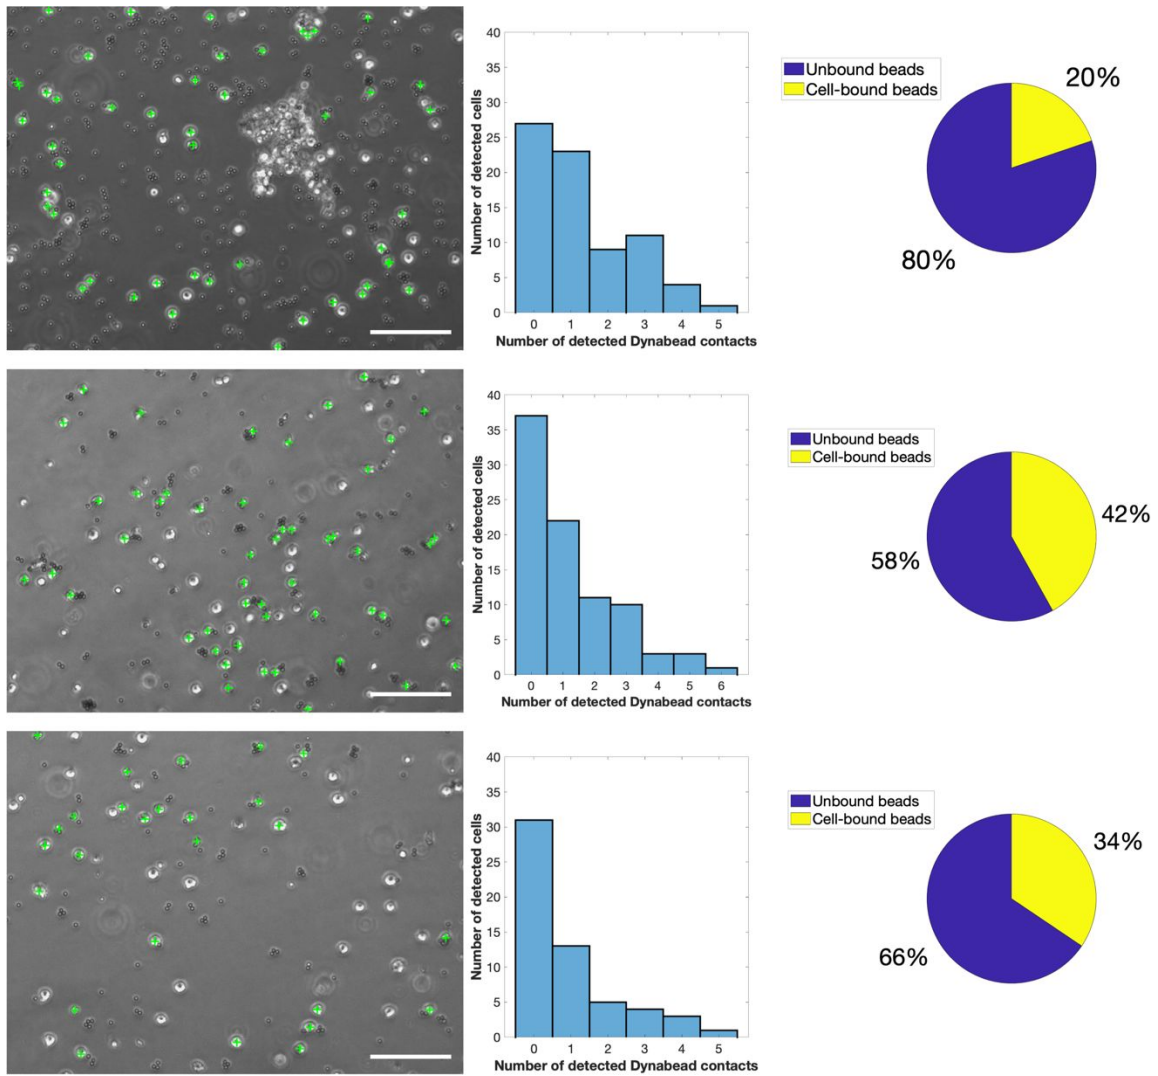 40
35
30
25
20
15
10
5
0
Number of detected cells
0 1 2 3 4 5
Number of detected Dynabead contacts
Unbound beads
Cell-bound beads
20%
80%
40
35
30
25
20
15
10
5
0
Number of detected cells
0 1 2 3 4 5 6
Number of detected Dynabead contacts
Unbound beads
Cell-bound beads
42%
58%
40
35
30
25
20
15
10
5
0
Number of detected cells
0 1 2 3 4 5
Number of detected Dynabead contacts
Unbound beads
Cell-bound beads
34%
66%